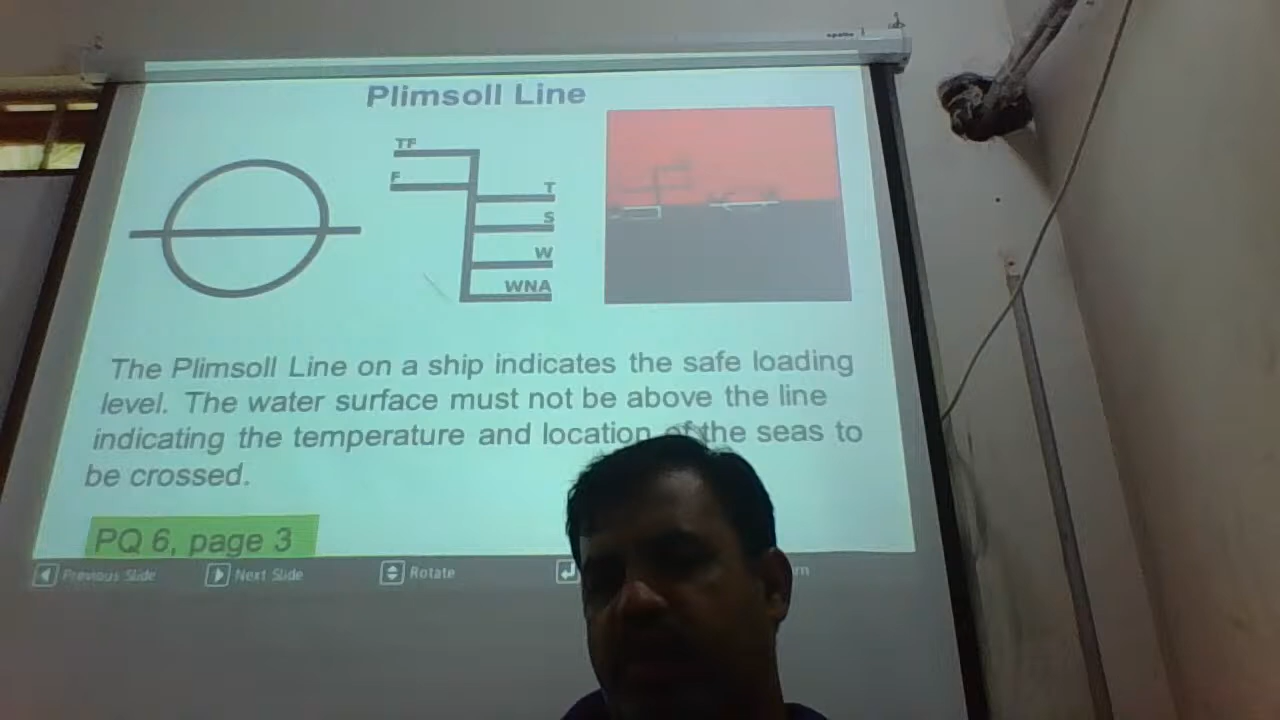 Plimsoll Line
TF
F
T
S
W
WNA
The Plimsoll Line on a ship indicates the safe loading
level. The water surface must not be above the line
indicating the temperature and location of the seas to
be crossed.
PQ 6, page 3
Previous Slide Next Slide Rotate